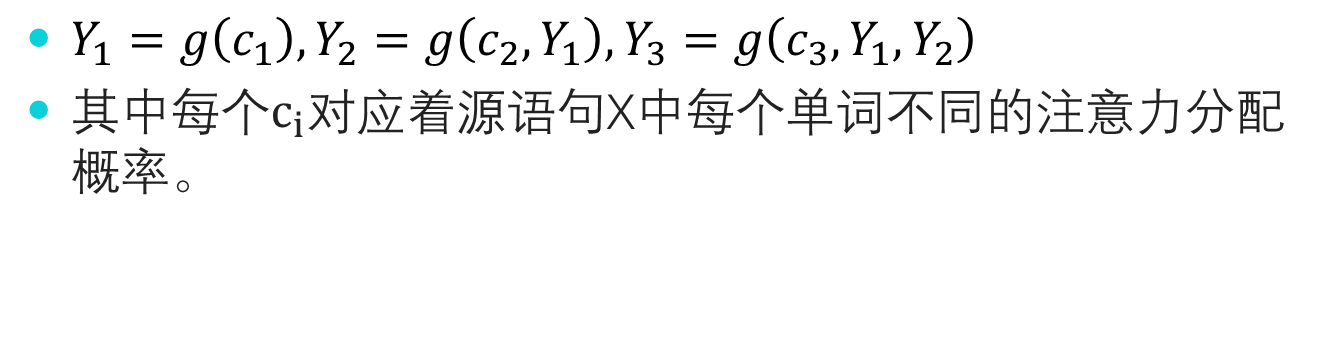 • Y₁ = g(c₁), Y₂ = g(c₂, Y₁), Y₃ = g(c₃, Y₁, Y₂)
• 其中每个cᵢ对应着源语句X中每个单词不同的注意力分配
概率。